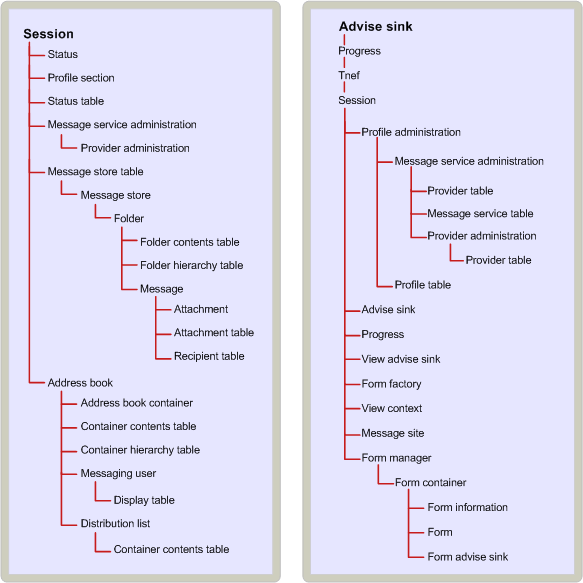 Session
Status
Profile section
Status table
Message service administration
Provider administration
Message store table
Message store
Folder
Folder contents table
Folder hierarchy table
Message
Attachment
Attachment table
Recipient table
Address book
Address book container
Container contents table
Container hierarchy table
Messaging user
Display table
Distribution list
Container contents table
Advise sink
Progress
Tnef
Session
Profile administration
Message service administration
Provider table
Message service table
Provider administration
Provider table
Profile table
Advise sink
Progress
View advise sink
Form factory
View context
Message site
Form manager
Form container
Form information
Form
Form advise sink